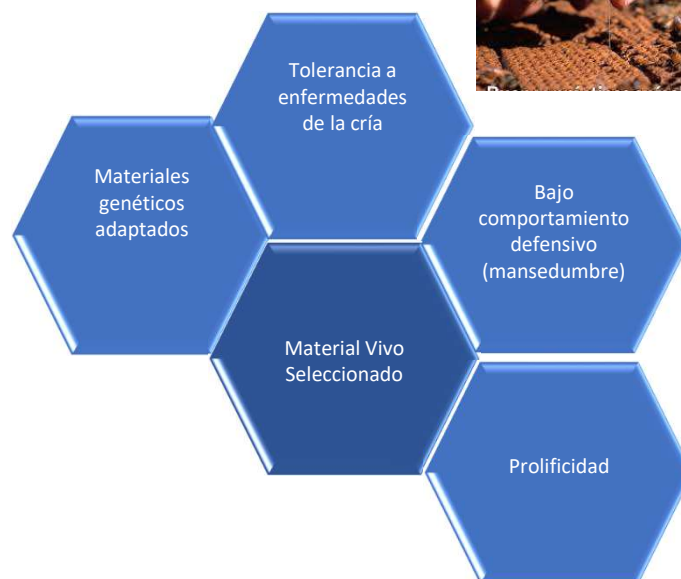 Tolerancia a
enfermedades
de la cría
Materiales
genéticos
adaptados
Bajo
comportamiento
defensivo
(mansedumbre)
Material Vivo
Seleccionado
Prolificidad